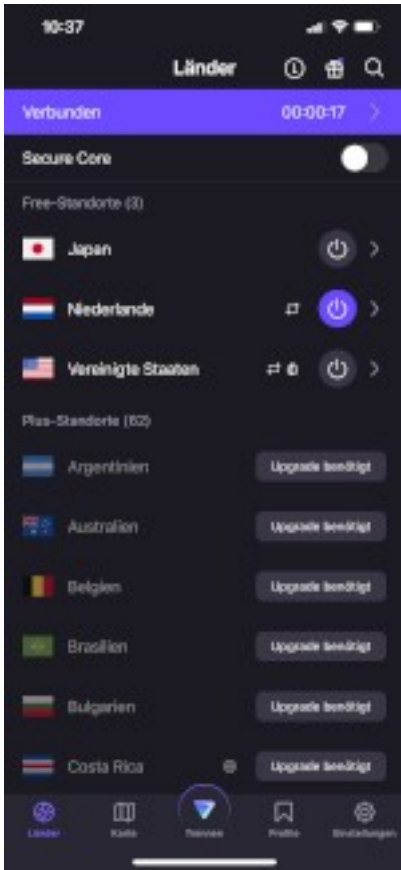 10:37
Länder
Verbunden 00:00:17
Secure Core
Free-Standorte (3)
Japan
Niederlande
Vereinigte Staaten
Plus-Standorte (62)
Argentinien Upgrade benötigt
Australien Upgrade benötigt
Belgien Upgrade benötigt
Brasilien Upgrade benötigt
Bulgarien Upgrade benötigt
Costa Rica Upgrade benötigt
Länder Karte Trennen Profile Einstellungen